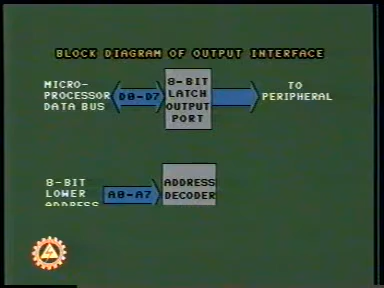 BLOCK DIAGRAM OF OUTPUT INTERFACE
MICRO-
PROCESSOR
DATA BUS
D0-D7
8-BIT
LATCH
OUTPUT
PORT
TO
PERIPHERAL
8-BIT
LOWER
ADDRESS
A0-A7
ADDRESS
DECODER